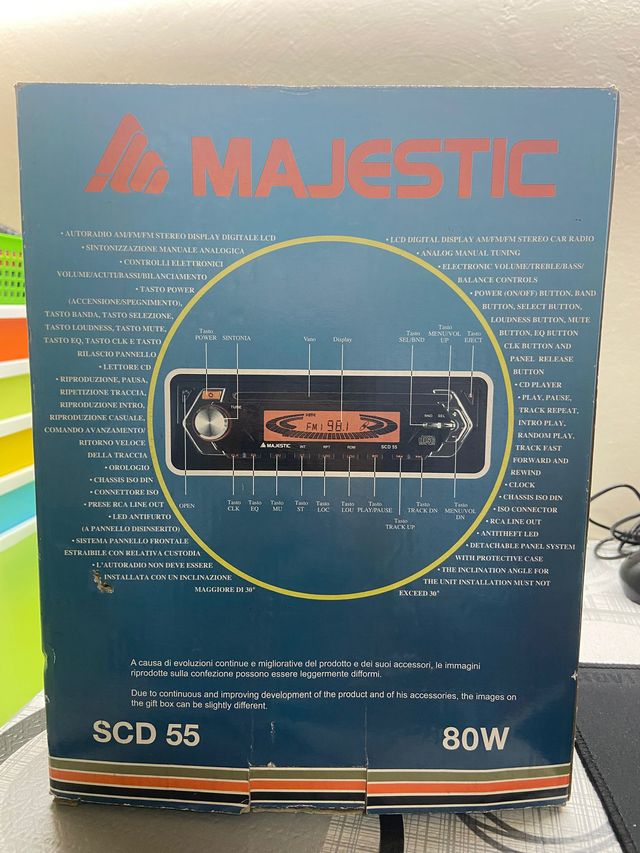 MAJESTIC
• AUTORADIO AM/FM/FM STEREO DISPLAY DIGITALE LCD
• SINTONIZZAZIONE MANUALE ANALOGICA
• CONTROLLI ELETTRONICI
VOLUME/ACUTI/BASSI/BILANCIAMENTO
• TASTO POWER
(ACCENSIONE/SPEGNIMENTO),
TASTO BANDA, TASTO SELEZIONE,
TASTO LOUDNESS, TASTO MUTE,
TASTO EQ, TASTO CLK E TASTO
RILASCIO PANNELLO
• LETTORE CD
• RIPRODUZIONE, PAUSA,
RIPETIZIONE TRACCIA,
RIPRODUZIONE INTRO,
RIPRODUZIONE CASUALE,
COMANDO AVANZAMENTO/
RITORNO VELOCE
DELLA TRACCIA
• OROLOGIO
• CHASSIS ISO DIN
• CONNETTORE ISO
• PRESE RCA LINE OUT
• LED ANTIFURTO
(A PANNELLO DISINSERITO)
• SISTEMA PANNELLO FRONTALE
ESTRAIBILE CON RELATIVA CUSTODIA
• L'AUTORADIO NON DEVE ESSERE
INSTALLATA CON UN INCLINAZIONE
MAGGIORE DI 30°
• LCD DIGITAL DISPLAY AM/FM/FM STEREO CAR RADIO
• ANALOG MANUAL TUNING
• ELECTRONIC VOLUME/TREBLE/BASS/
BALANCE CONTROLS
• POWER (ON/OFF) BUTTON, BAND
BUTTON, SELECT BUTTON,
LOUDNESS BUTTON, MUTE
BUTTON, EQ BUTTON
CLK BUTTON AND
PANEL RELEASE
BUTTON
• CD PLAYER
• PLAY, PAUSE,
TRACK REPEAT,
INTRO PLAY,
RANDOM PLAY,
TRACK FAST
FORWARD AND
REWIND
• CLOCK
• CHASSIS ISO DIN
• ISO CONNECTOR
• RCA LINE OUT
• ANTITHEFT LED
• DETACHABLE PANEL SYSTEM
WITH PROTECTIVE CASE
• THE INCLINATION ANGLE FOR
THE UNIT INSTALLATION MUST NOT
EXCEED 30°
Tasto POWER
SINTONIA
Vano
Display
Tasto SEL/BND
Tasto MENU/VOL UP
Tasto EJECT
TUNE
FM1 98.1
BND
SEL
MAJESTIC
INT
RPT
RDM
SCD 55
OPEN
Tasto CLK
Tasto EQ
Tasto MU
Tasto ST
Tasto LOC
Tasto LOU
Tasto PLAY/PAUSE
Tasto TRACK UP
Tasto TRACK DN
Tasto MENU/VOL DN
A causa di evoluzioni continue e migliorative del prodotto e dei suoi accessori, le immagini
riprodotte sulla confezione possono essere leggermente difformi.
Due to continuous and improving development of the product and of his accessories, the images on
the gift box can be slightly different.
SCD 55
80W